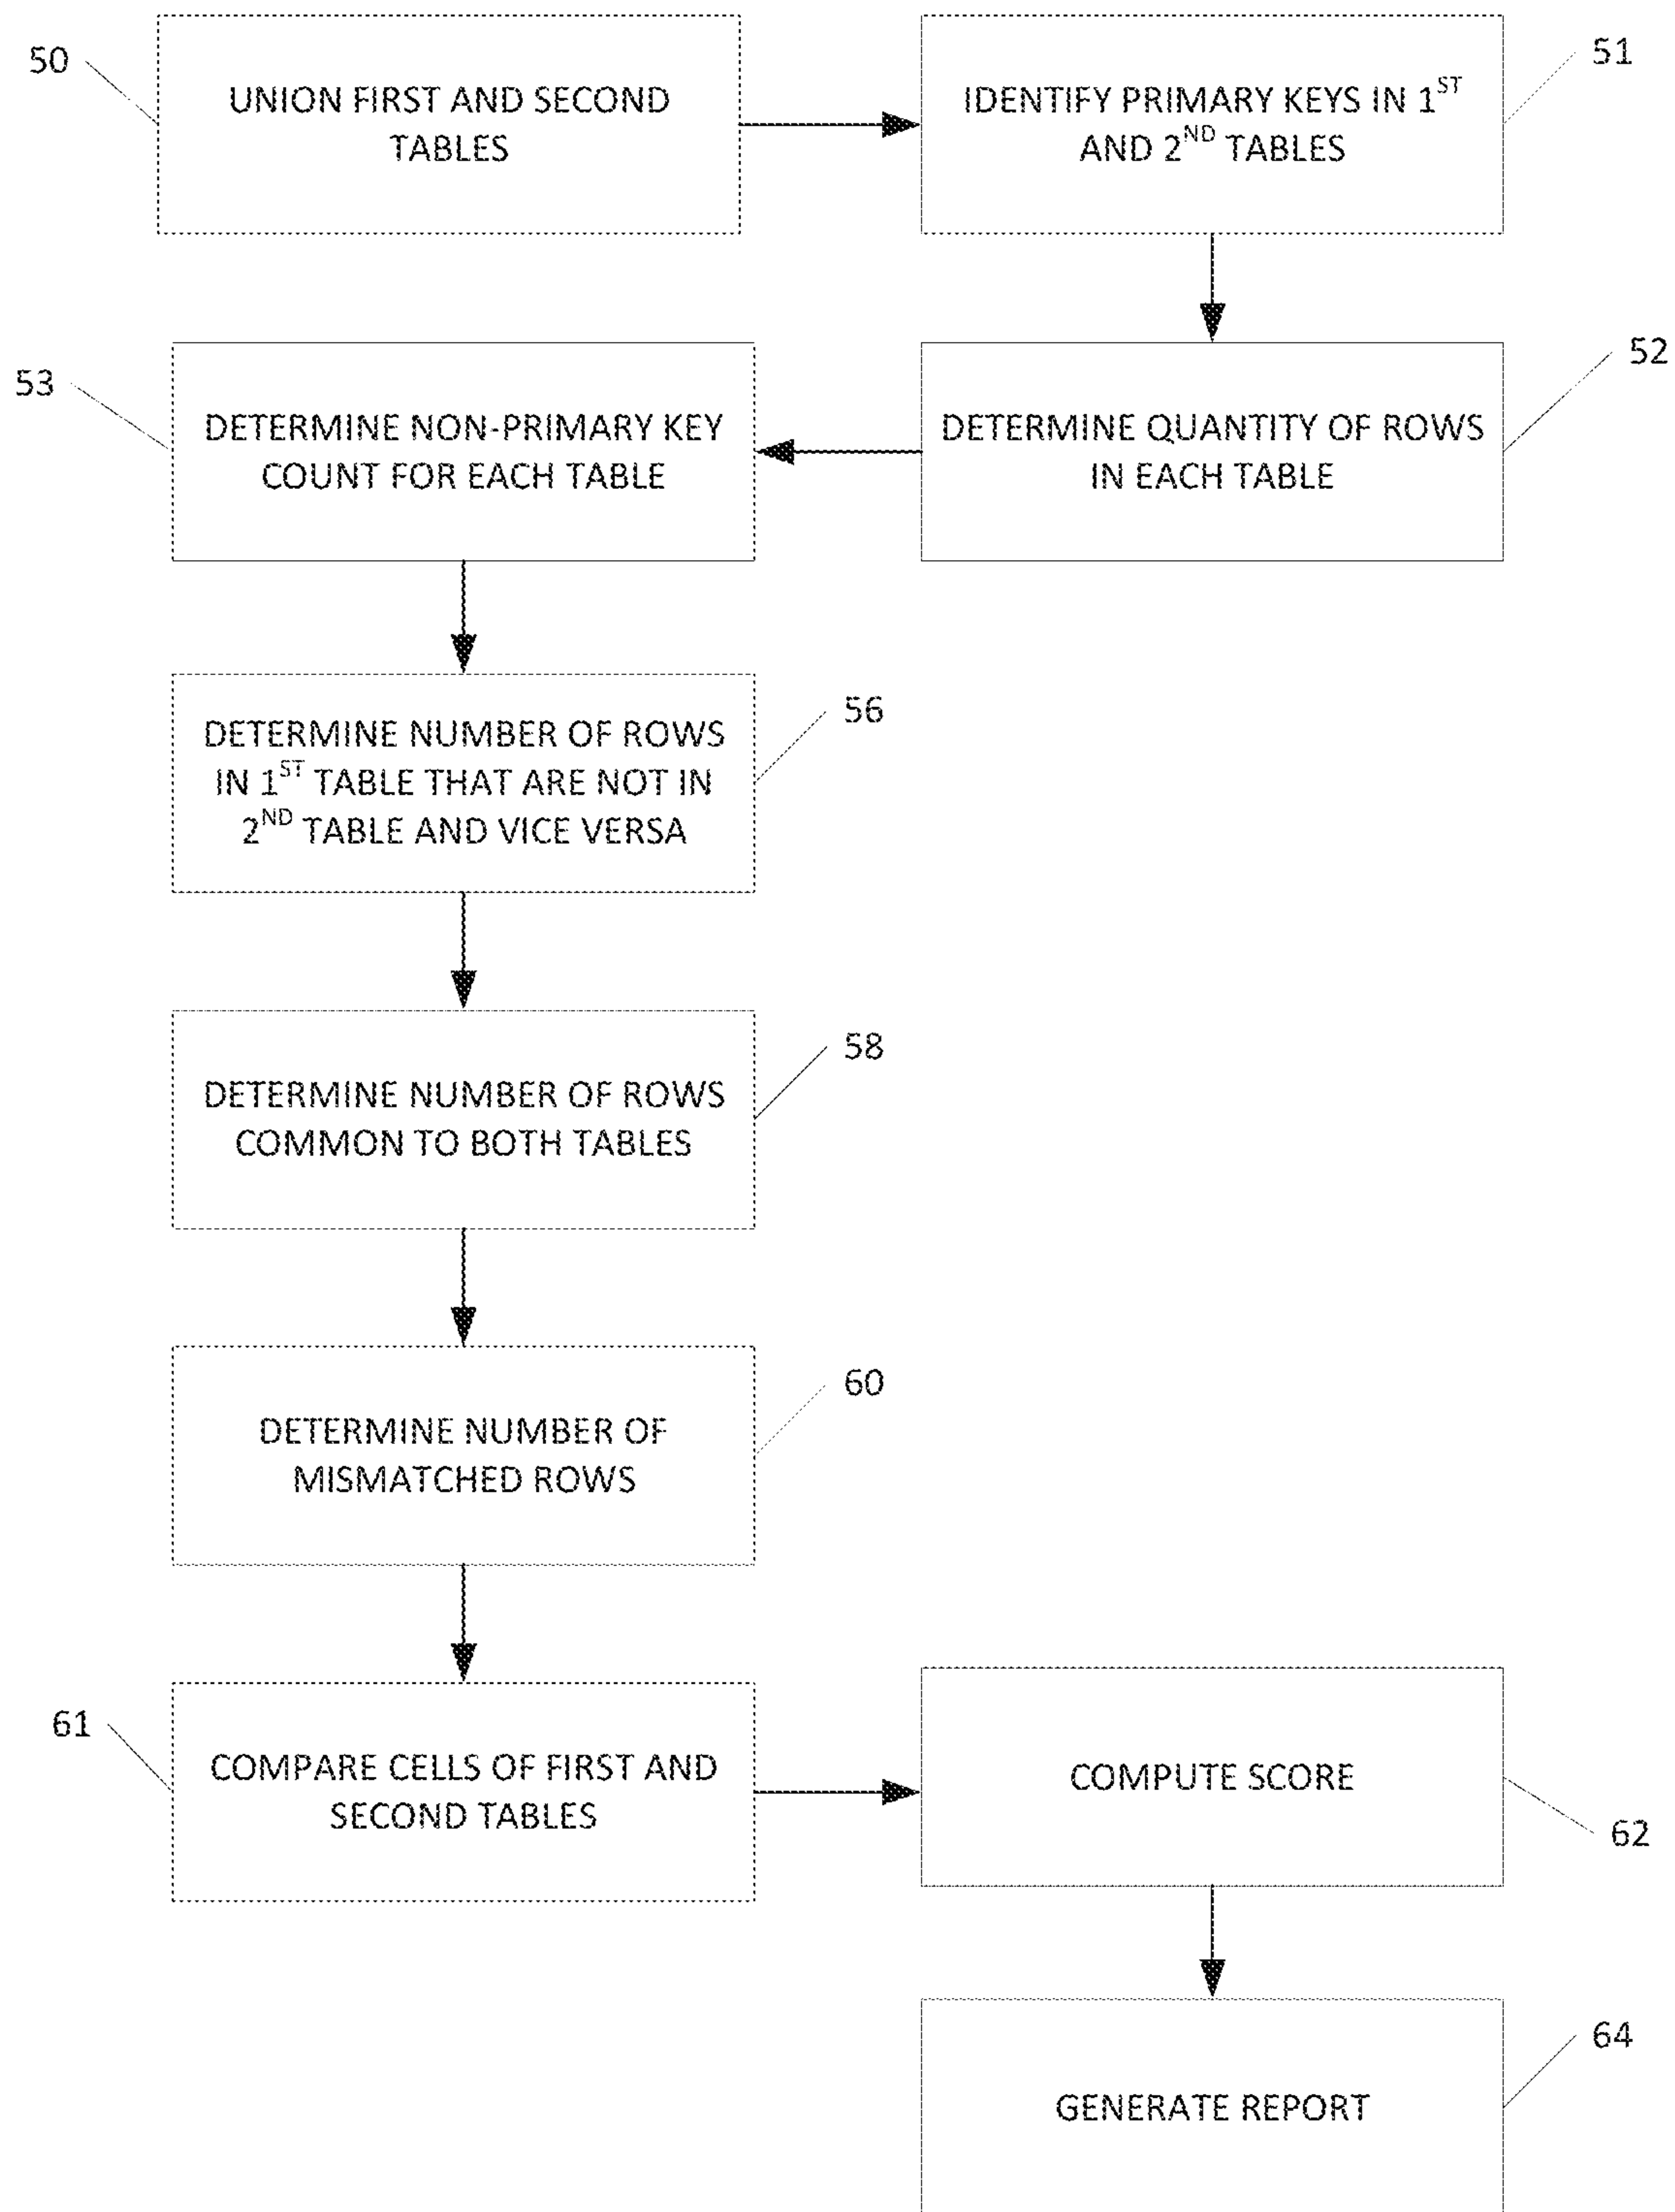 50
UNION FIRST AND SECOND
TABLES
51
IDENTIFY PRIMARY KEYS IN 1ST
AND 2ND TABLES
52
DETERMINE QUANTITY OF ROWS
IN EACH TABLE
53
DETERMINE NON-PRIMARY KEY
COUNT FOR EACH TABLE
56
DETERMINE NUMBER OF ROWS
IN 1ST TABLE THAT ARE NOT IN
2ND TABLE AND VICE VERSA
58
DETERMINE NUMBER OF ROWS
COMMON TO BOTH TABLES
60
DETERMINE NUMBER OF
MISMATCHED ROWS
61
COMPARE CELLS OF FIRST AND
SECOND TABLES
COMPUTE SCORE
62
64
GENERATE REPORT